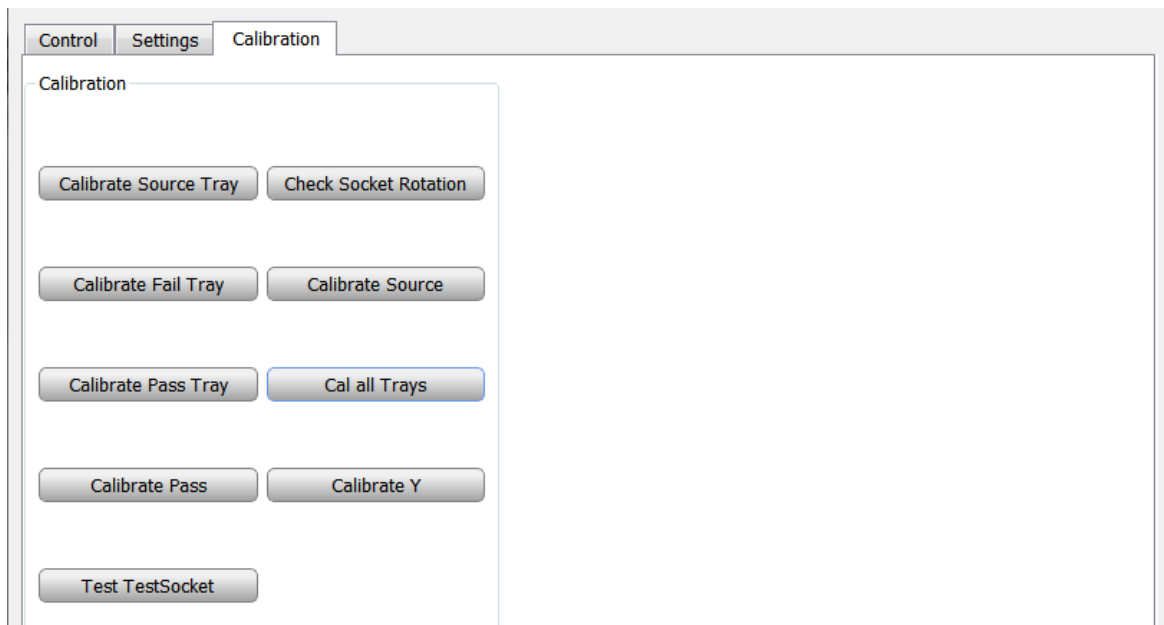 Control Settings Calibration
Calibration
Calibrate Source Tray Check Socket Rotation
Calibrate Fail Tray Calibrate Source
Calibrate Pass Tray Cal all Trays
Calibrate Pass Calibrate Y
Test TestSocket